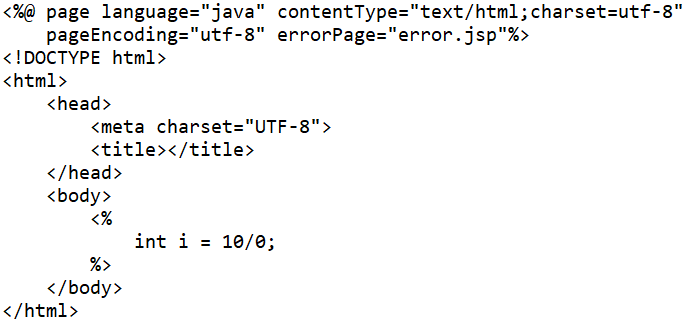 <%@ page language="java" contentType="text/html;charset=utf-8"
    pageEncoding="utf-8" errorPage="error.jsp"%>
<!DOCTYPE html>
<html>
    <head>
        <meta charset="UTF-8">
        <title></title>
    </head>
    <body>
        <%
            int i = 10/0;
        %>
    </body>
</html>